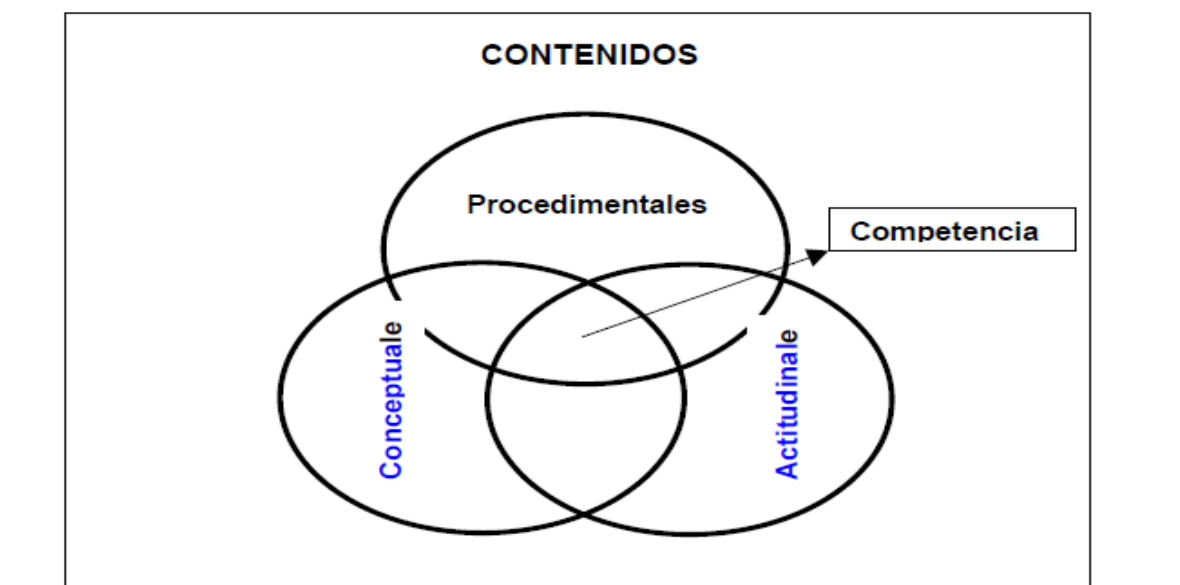 CONTENIDOS
Procedimentales
Competencia
Conceptuale
Actitudinale